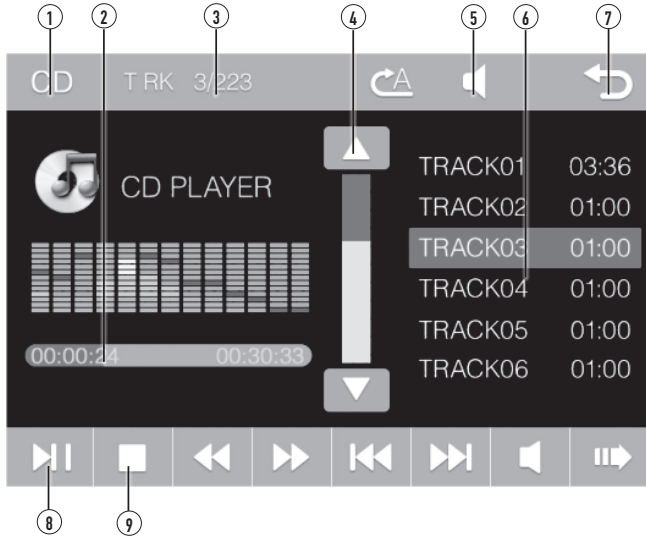 1 2 3 4 5 6 7
CD TRK 3/223 A
CD PLAYER
TRACK01 03:36
TRACK02 01:00
TRACK03 01:00
TRACK04 01:00
TRACK05 01:00
TRACK06 01:00
00:00:24 00:30:33
8 9